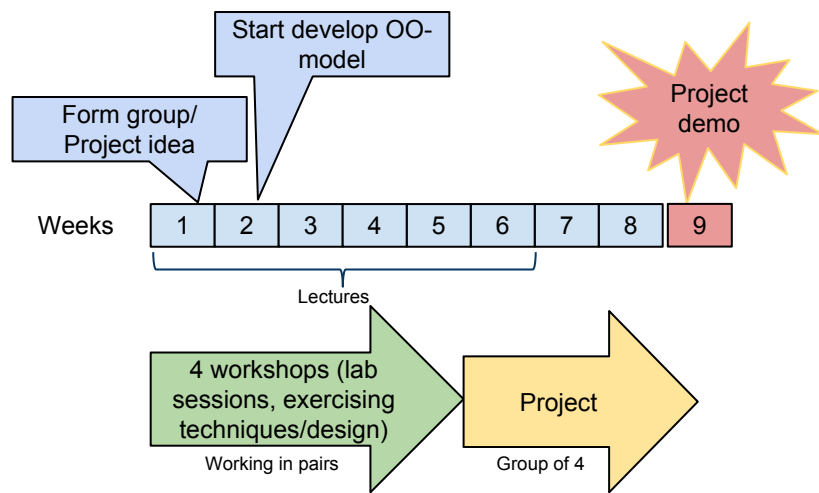 Start develop OO-
model
Form group/
Project idea
Project
demo
Weeks
1 2 3 4 5 6 7 8 9
Lectures
4 workshops (lab
sessions, exercising
techniques/design)
Working in pairs
Project
Group of 4